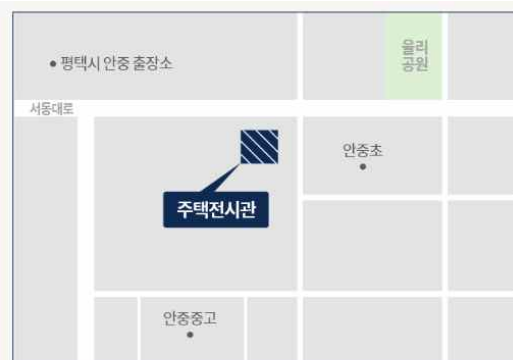 평택시 안중 출장소
울리
공원
서동대로
안중초
주택전시관
안중중고